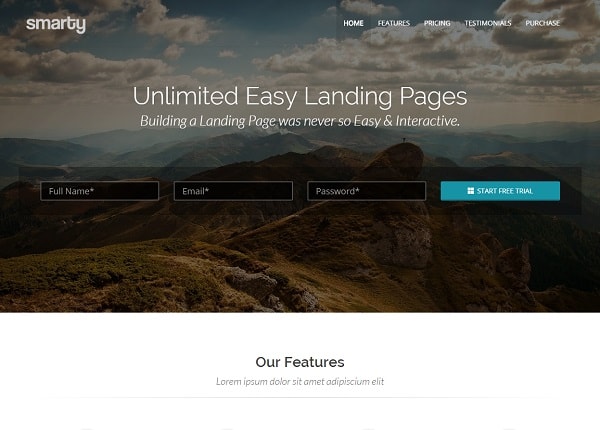 smarty
HOME FEATURES PRICING TESTIMONIALS PURCHASE
Unlimited Easy Landing Pages
Building a Landing Page was never so Easy & Interactive.
Full Name* Email* Password* START FREE TRIAL
Our Features
Lorem ipsum dolor sit amet adipiscium elit